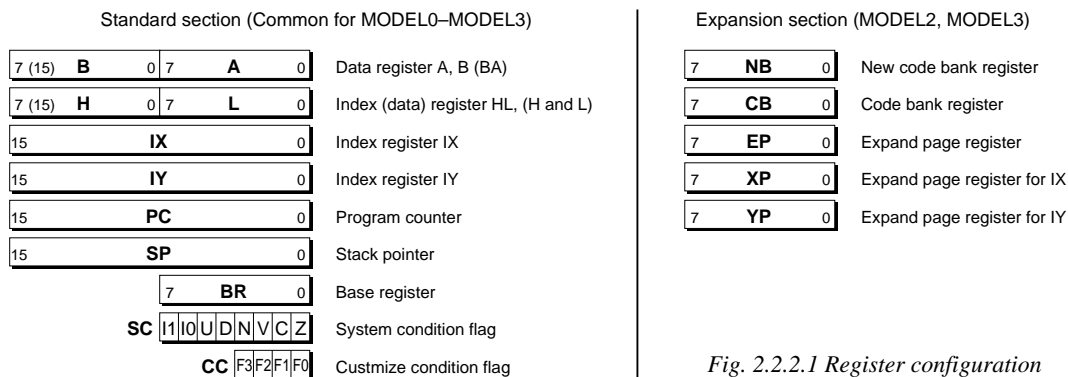 Standard section (Common for MODEL0–MODEL3)
7 (15) B 0 7 A 0 Data register A, B (BA)
7 (15) H 0 7 L 0 Index (data) register HL, (H and L)
15 IX 0 Index register IX
15 IY 0 Index register IY
15 PC 0 Program counter
15 SP 0 Stack pointer
7 BR 0 Base register
SC I1 I0 U D N V C Z System condition flag
CC F3 F2 F1 F0 Custmize condition flag
Expansion section (MODEL2, MODEL3)
7 NB 0 New code bank register
7 CB 0 Code bank register
7 EP 0 Expand page register
7 XP 0 Expand page register for IX
7 YP 0 Expand page register for IY
Fig. 2.2.2.1 Register configuration